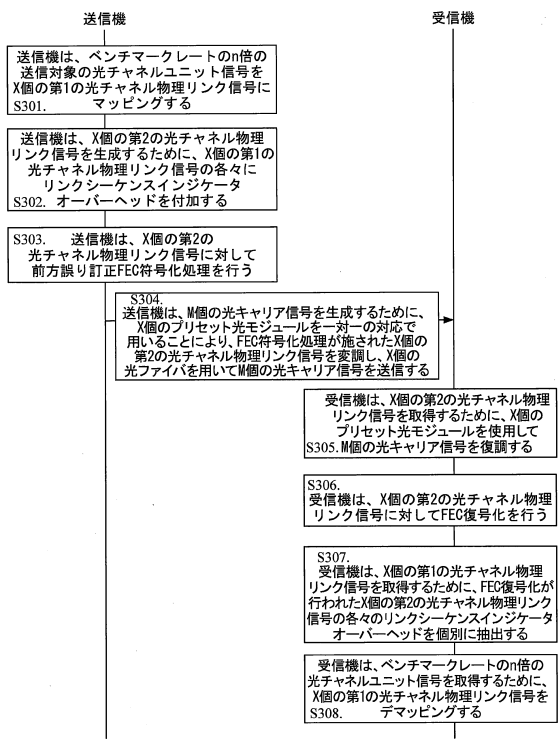 送信機
受信機
送信機は、ベンチマークレートのn倍の
送信対象の光チャネルユニット信号を
X個の第1の光チャネル物理リンク信号に
S301. マッピングする
送信機は、X個の第2の光チャネル物理
リンク信号を生成するために、X個の第1の
光チャネル物理リンク信号の各々に
リンクシーケンスインジケータ
S302. オーバーヘッドを付加する
S303. 送信機は、X個の第2の
光チャネル物理リンク信号に対して
前方誤り訂正FEC符号化処理を行う
S304.
送信機は、M個の光キャリア信号を生成するために、
X個のプリセット光モジュールを一対一の対応で
用いることにより、FEC符号化処理が施されたX個の
第2の光チャネル物理リンク信号を変調し、X個の
光ファイバを用いてM個の光キャリア信号を送信する
受信機は、X個の第2の光チャネル物理
リンク信号を取得するために、X個の
プリセット光モジュールを使用して
S305. M個の光キャリア信号を復調する
S306.
受信機は、X個の第2の光チャネル物理
リンク信号に対してFEC復号化を行う
S307.
受信機は、X個の第1の光チャネル物理
リンク信号を取得するために、FEC復号化が
行われたX個の第2の光チャネル物理リンク
信号の各々のリンクシーケンスインジケータ
オーバーヘッドを個別に抽出する
受信機は、ベンチマークレートのn倍の
光チャネルユニット信号を取得するために、
X個の第1の光チャネル物理リンク信号を
S308. デマッピングする